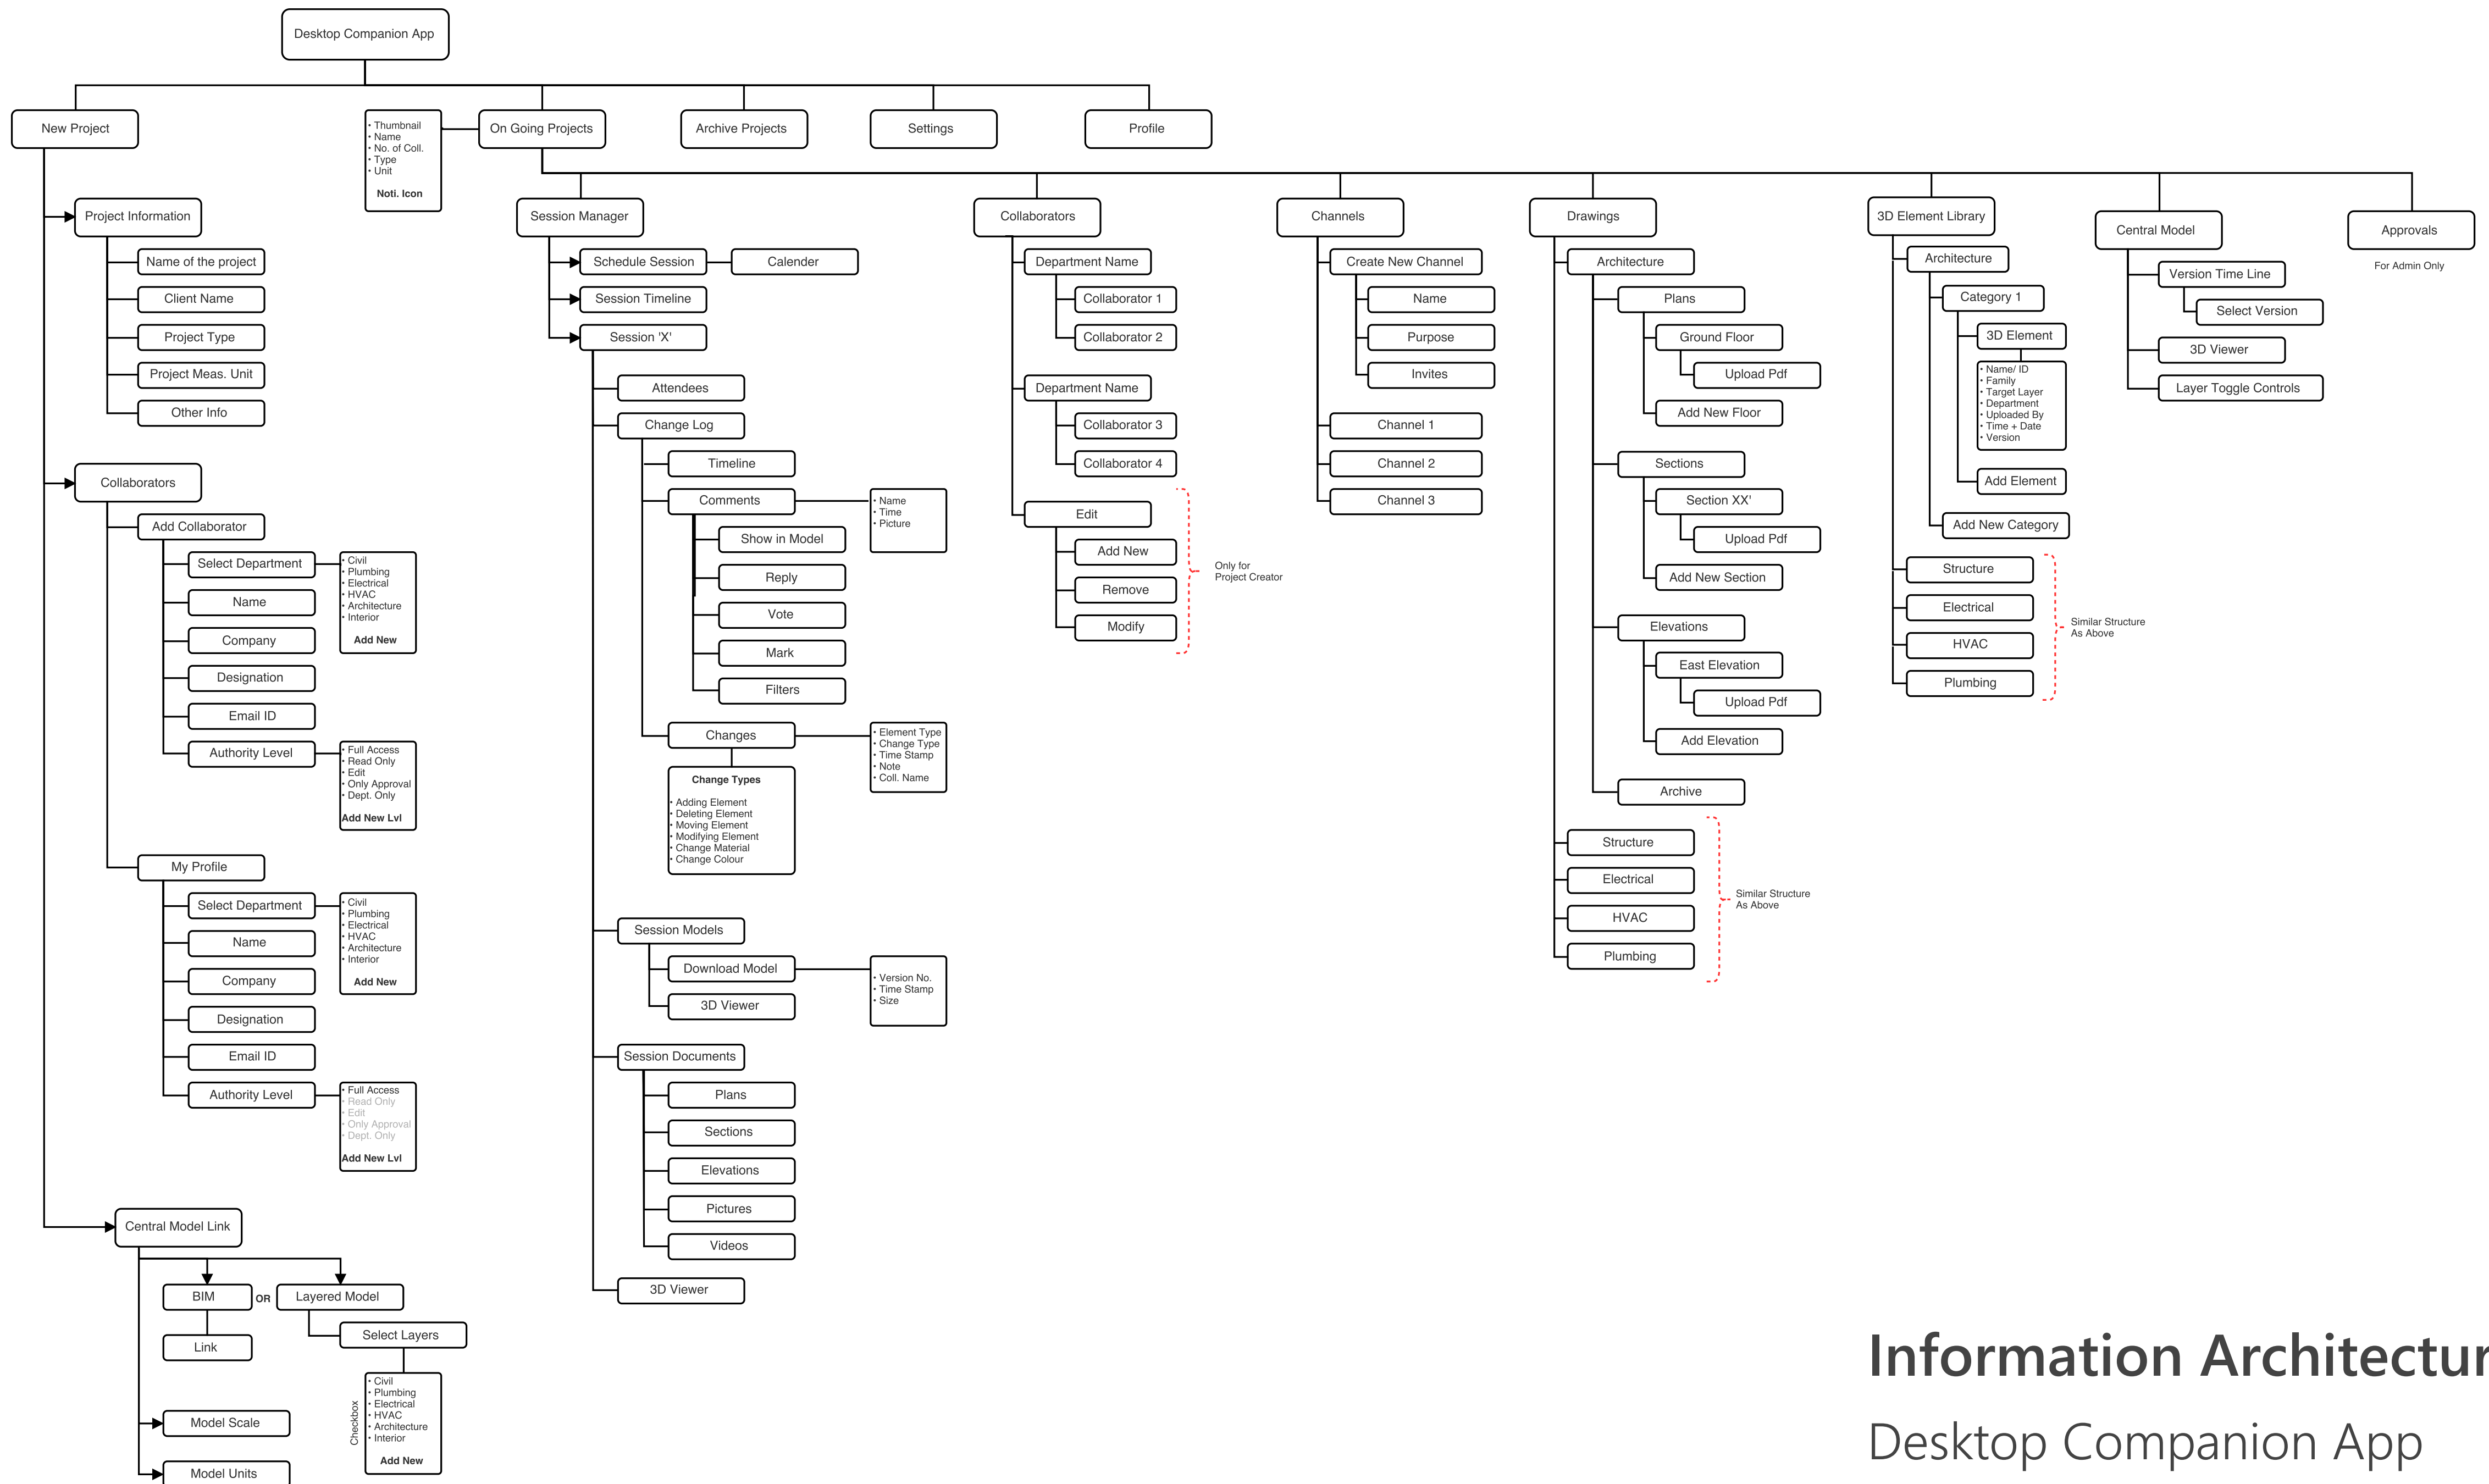 Desktop Companion App
New Project
• Thumbnail
• Name
• No. of Coll.
• Type
• Unit
Noti. Icon
On Going Projects
Archive Projects
Settings
Profile
Project Information
Name of the project
Client Name
Project Type
Project Meas. Unit
Other Info
Collaborators
Add Collaborator
Select Department
• Civil
• Plumbing
• Electrical
• HVAC
• Architecture
• Interior
Add New
Name
Company
Designation
Email ID
Authority Level
• Full Access
• Read Only
• Edit
• Only Approval
• Dept. Only
Add New Lvl
My Profile
Select Department
• Civil
• Plumbing
• Electrical
• HVAC
• Architecture
• Interior
Add New
Name
Company
Designation
Email ID
Authority Level
• Full Access
• Read Only
• Edit
• Only Approval
• Dept. Only
Add New Lvl
Central Model Link
BIM
OR
Layered Model
Link
Select Layers
Checkbox
• Civil
• Plumbing
• Electrical
• HVAC
• Architecture
• Interior
Add New
Model Scale
Model Units
Session Manager
Schedule Session
Calender
Session Timeline
Session 'X'
Attendees
Change Log
Timeline
Comments
• Name
• Time
• Picture
Show in Model
Reply
Vote
Mark
Filters
Changes
• Element Type
• Change Type
• Time Stamp
• Note
• Coll. Name
Change Types
• Adding Element
• Deleting Element
• Moving Element
• Modifying Element
• Change Material
• Change Colour
Session Models
Download Model
• Version No.
• Time Stamp
• Size
3D Viewer
Session Documents
Plans
Sections
Elevations
Pictures
Videos
3D Viewer
Collaborators
Department Name
Collaborator 1
Collaborator 2
Department Name
Collaborator 3
Collaborator 4
Edit
Add New
Remove
Modify
Only for
Project Creator
Channels
Create New Channel
Name
Purpose
Invites
Channel 1
Channel 2
Channel 3
Drawings
Architecture
Plans
Ground Floor
Upload Pdf
Add New Floor
Sections
Section XX'
Upload Pdf
Add New Section
Elevations
East Elevation
Upload Pdf
Add Elevation
Archive
Structure
Electrical
HVAC
Plumbing
Similar Structure
As Above
3D Element Library
Architecture
Category 1
3D Element
• Name/ ID
• Family
• Target Layer
• Department
• Uploaded By
• Time + Date
• Version
Add Element
Add New Category
Structure
Electrical
HVAC
Plumbing
Similar Structure
As Above
Central Model
Version Time Line
Select Version
3D Viewer
Layer Toggle Controls
Approvals
For Admin Only
Information Architectur
Desktop Companion App